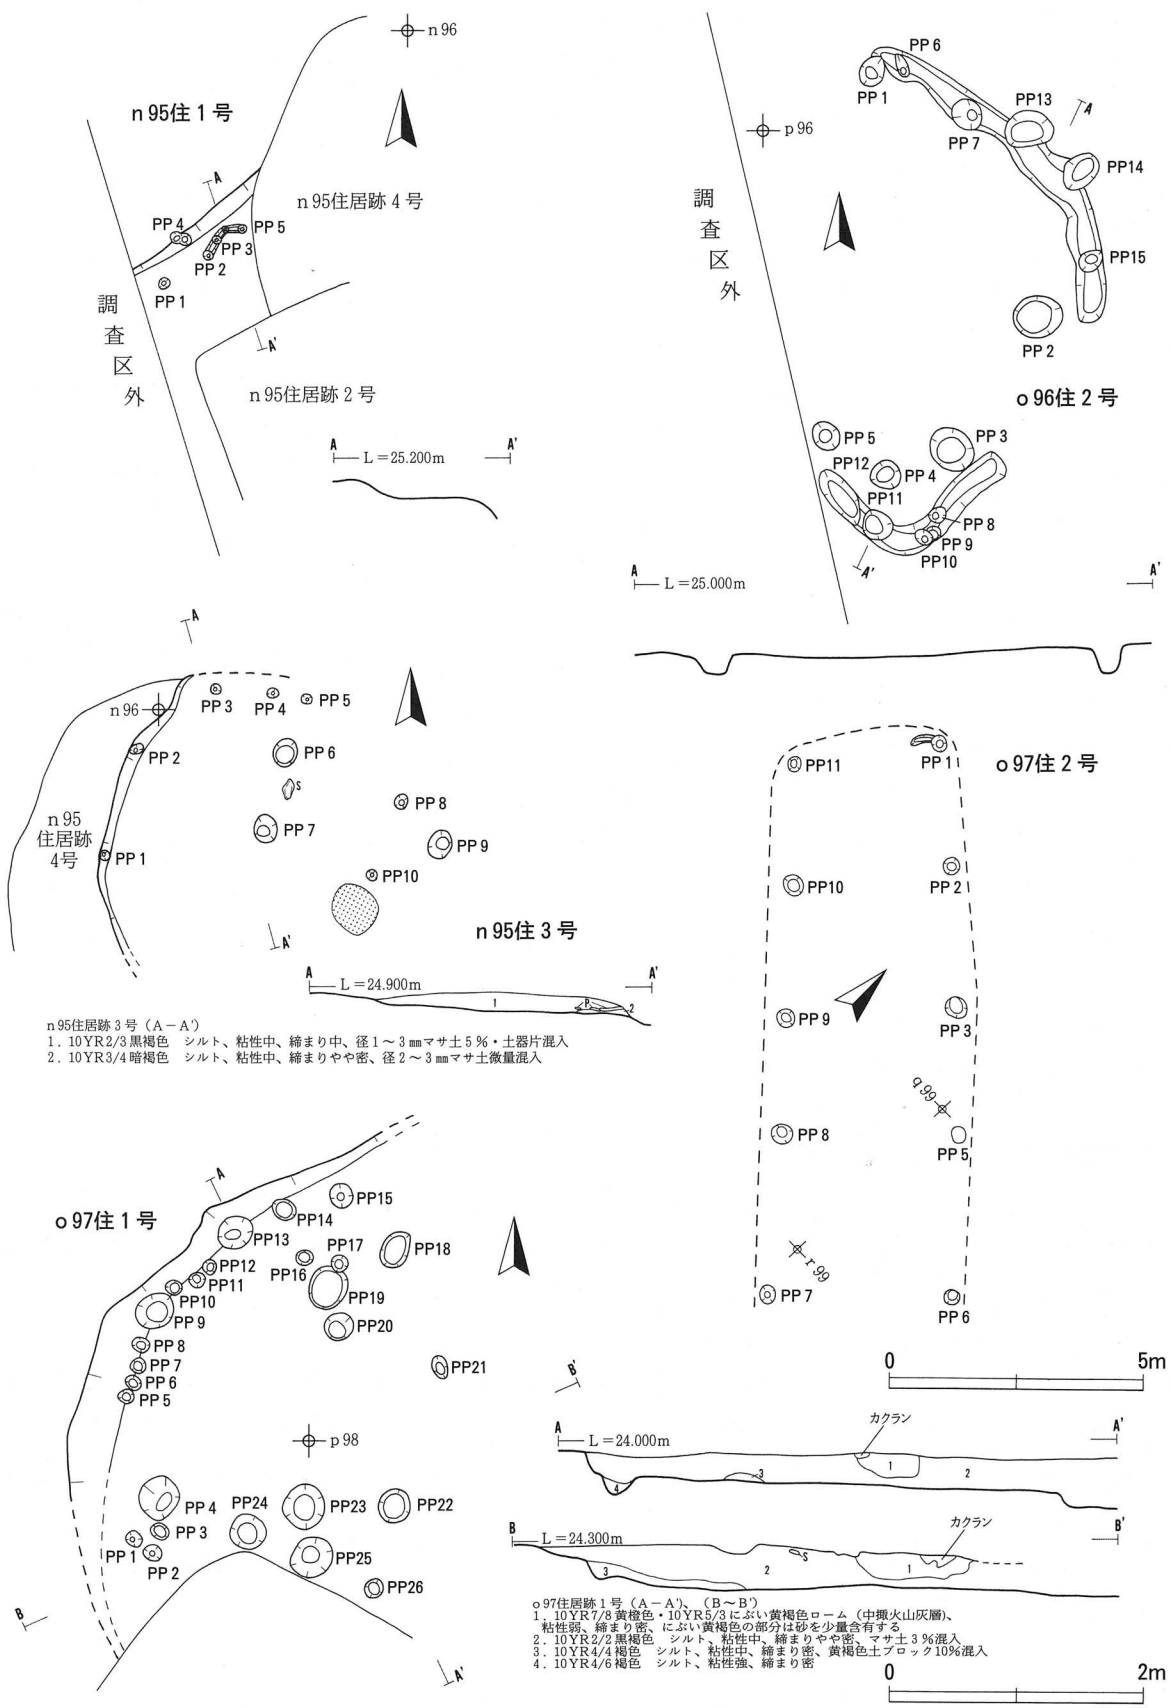 n96
n95住1号
A
n95住居跡4号
PP4
PP5
PP3
PP2
PP1
調査区外
A'
n95住居跡2号
A
A'
L=25.200m
PP6
PP1
PP13
A
p96
PP7
PP14
調査区外
PP15
PP2
o96住2号
PP5
PP3
PP12
PP4
PP11
PP8
PP9
PP10
A'
A
A'
L=25.000m
A
n96
PP3
PP4
PP5
PP2
PP6
S
n95
住居跡
4号
PP8
PP7
PP9
PP1
PP10
n95住3号
A'
A
A'
L=24.900m
1
P
2
n95住居跡3号(A-A')
1.10YR2/3黒褐色 シルト、粘性中、締まり中、径1~3㎜マサ土5%・土器片混入
2.10YR3/4暗褐色 シルト、粘性中、締まりやや密、径2~3㎜マサ土微量混入
PP11
PP1
o97住2号
PP10
PP2
PP9
PP3
q99
PP8
PP5
r99
PP7
PP6
0
5m
A
o97住1号
PP15
PP14
PP13
PP12
PP17
PP18
PP16
PP11
PP10
PP19
PP9
PP20
PP8
PP7
PP21
PP6
PP5
p98
PP4
PP24
PP23
PP22
PP3
PP1
PP2
PP25
PP26
B
A'
B'
カクラン
A
A'
L=24.000m
3
1
2
4
カクラン
B
B'
L=24.300m
3
2
S
1
o97住居跡1号(A-A')、(B~B')
1.10YR7/8黄橙色・10YR5/3にぶい黄褐色ローム(中掫火山灰層)、
粘性弱、締まり密、にぶい黄褐色の部分は砂を少量含有する
2.10YR2/2黒褐色 シルト、粘性中、締まりやや密、マサ土3%混入
3.10YR4/4褐色 シルト、粘性中、締まり密、黄褐色土ブロック10%混入
4.10YR4/6褐色 シルト、粘性強、締まり密
0
2m